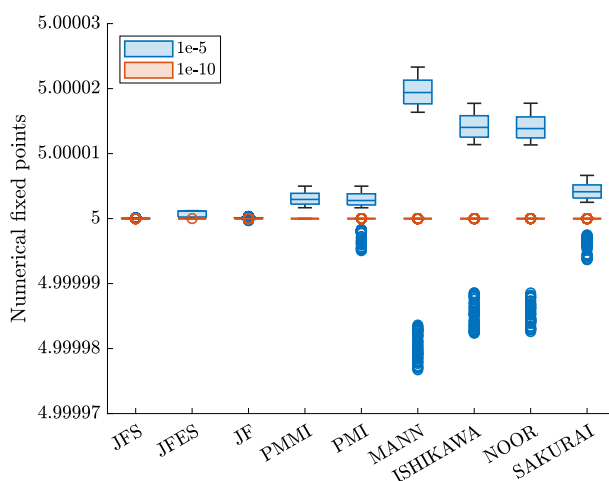 5.00003
1e-5
1e-10
5.00002
5.00001
5
4.99999
4.99998
4.99997
Numerical fixed points
JFS
JFES
JF
PMMI
PMI
MANN
ISHIKAWA
NOOR
SAKURAI